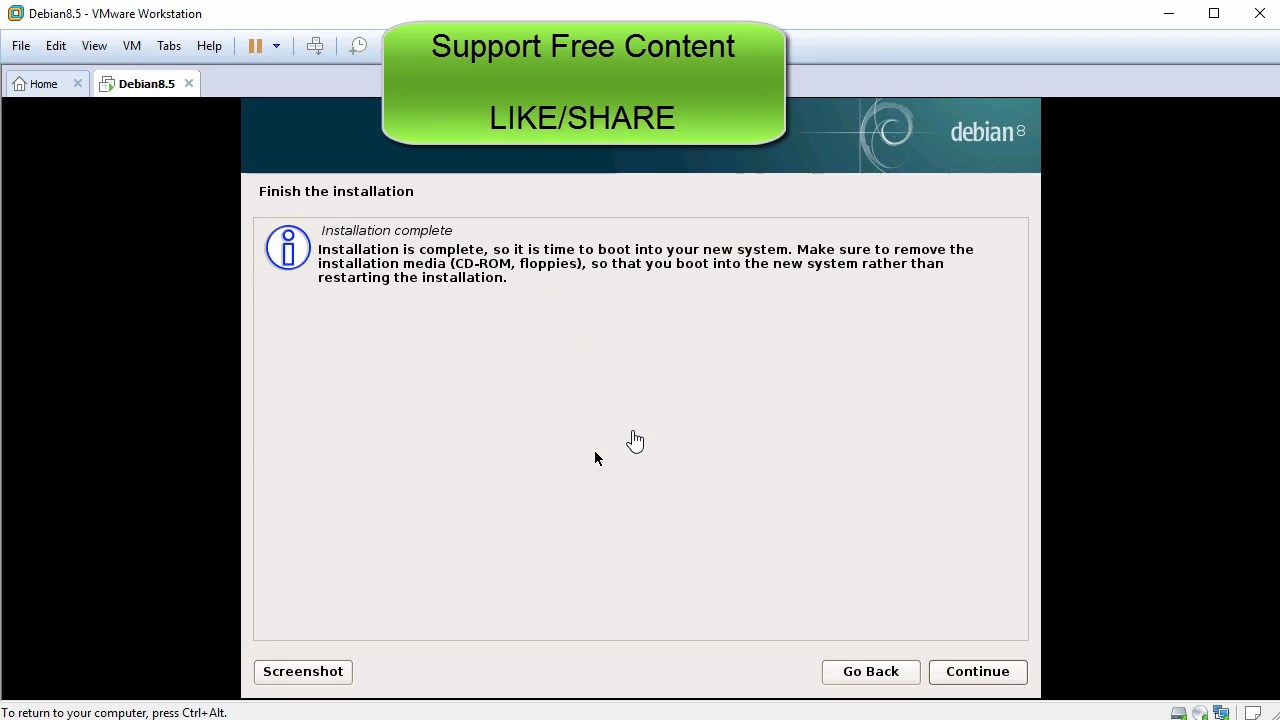 Debian8.5 - VMware Workstation
File Edit View VM Tabs Help
Support Free Content
LIKE/SHARE
Home Debian8.5
debian 8
Finish the installation
Installation complete
Installation is complete, so it is time to boot into your new system. Make sure to remove the
installation media (CD-ROM, floppies), so that you boot into the new system rather than
restarting the installation.
Screenshot Go Back Continue
To return to your computer, press Ctrl+Alt.